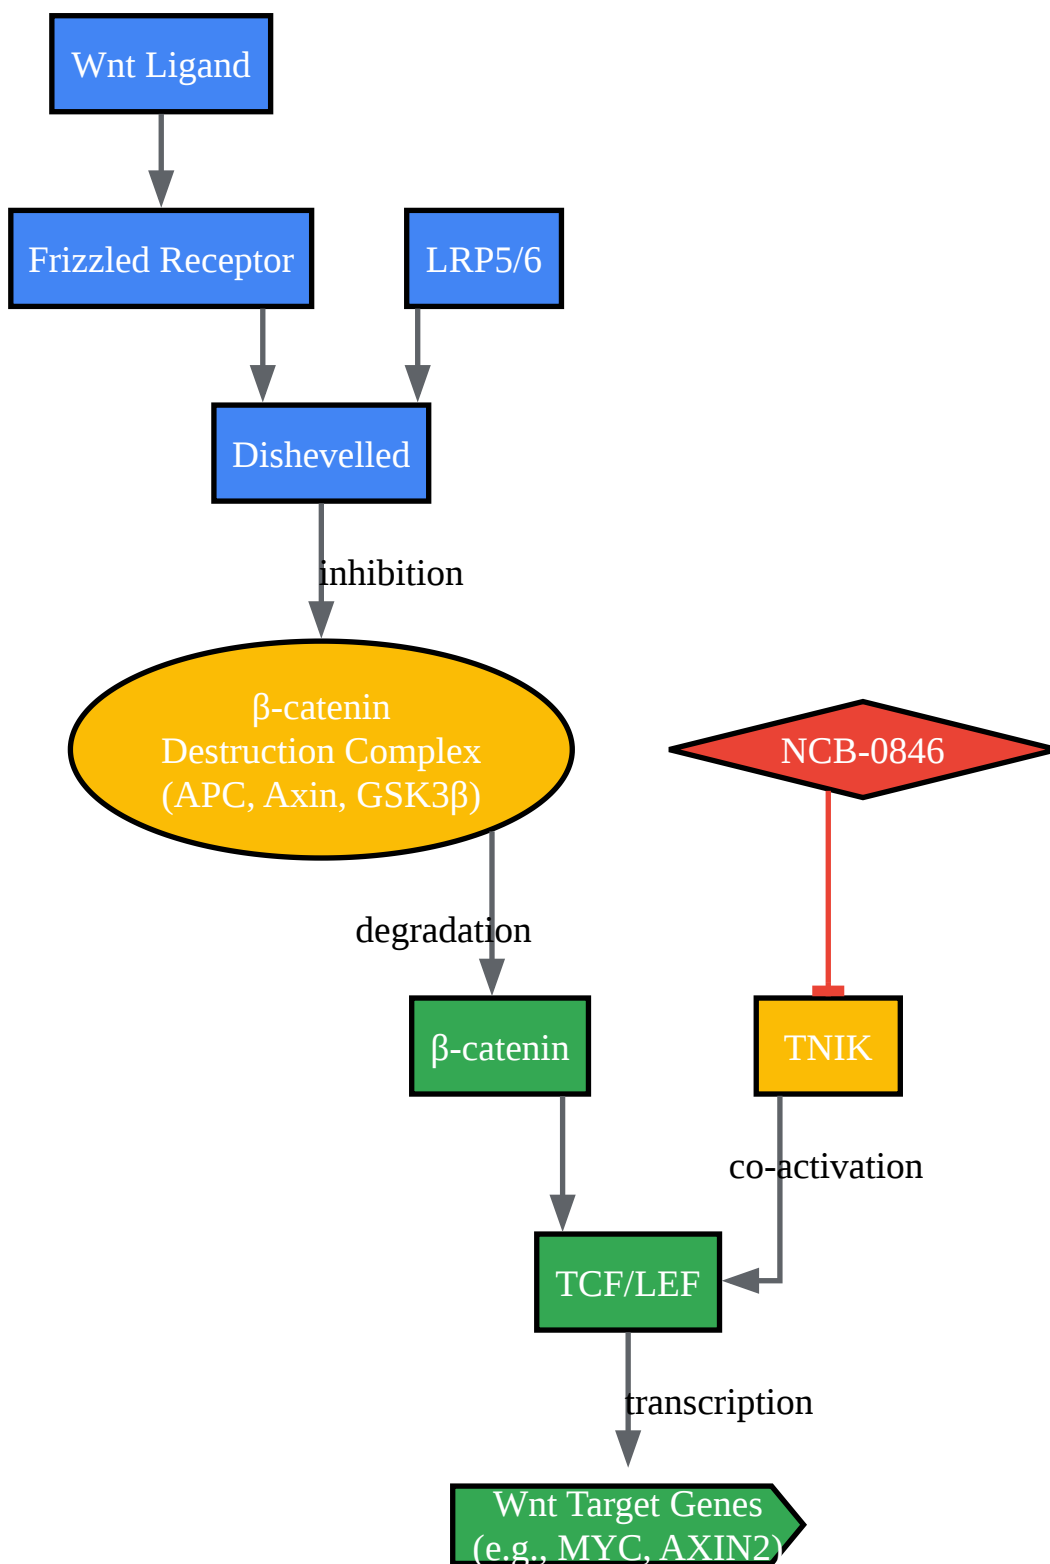 Wnt Ligand
Frizzled Receptor
LRP5/6
Dishevelled
inhibition
β-catenin
Destruction Complex
(APC, Axin, GSK3β)
NCB-0846
degradation
β-catenin
TNIK
co-activation
TCF/LEF
transcription
Wnt Target Genes
(e.g., MYC, AXIN2)